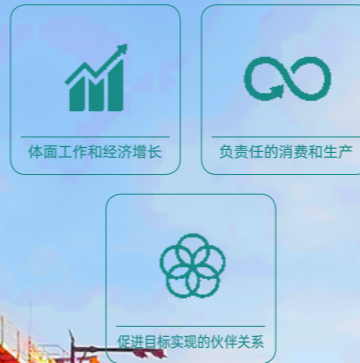 体面工作和经济增长
负责任的消费和生产
促进目标实现的伙伴关系